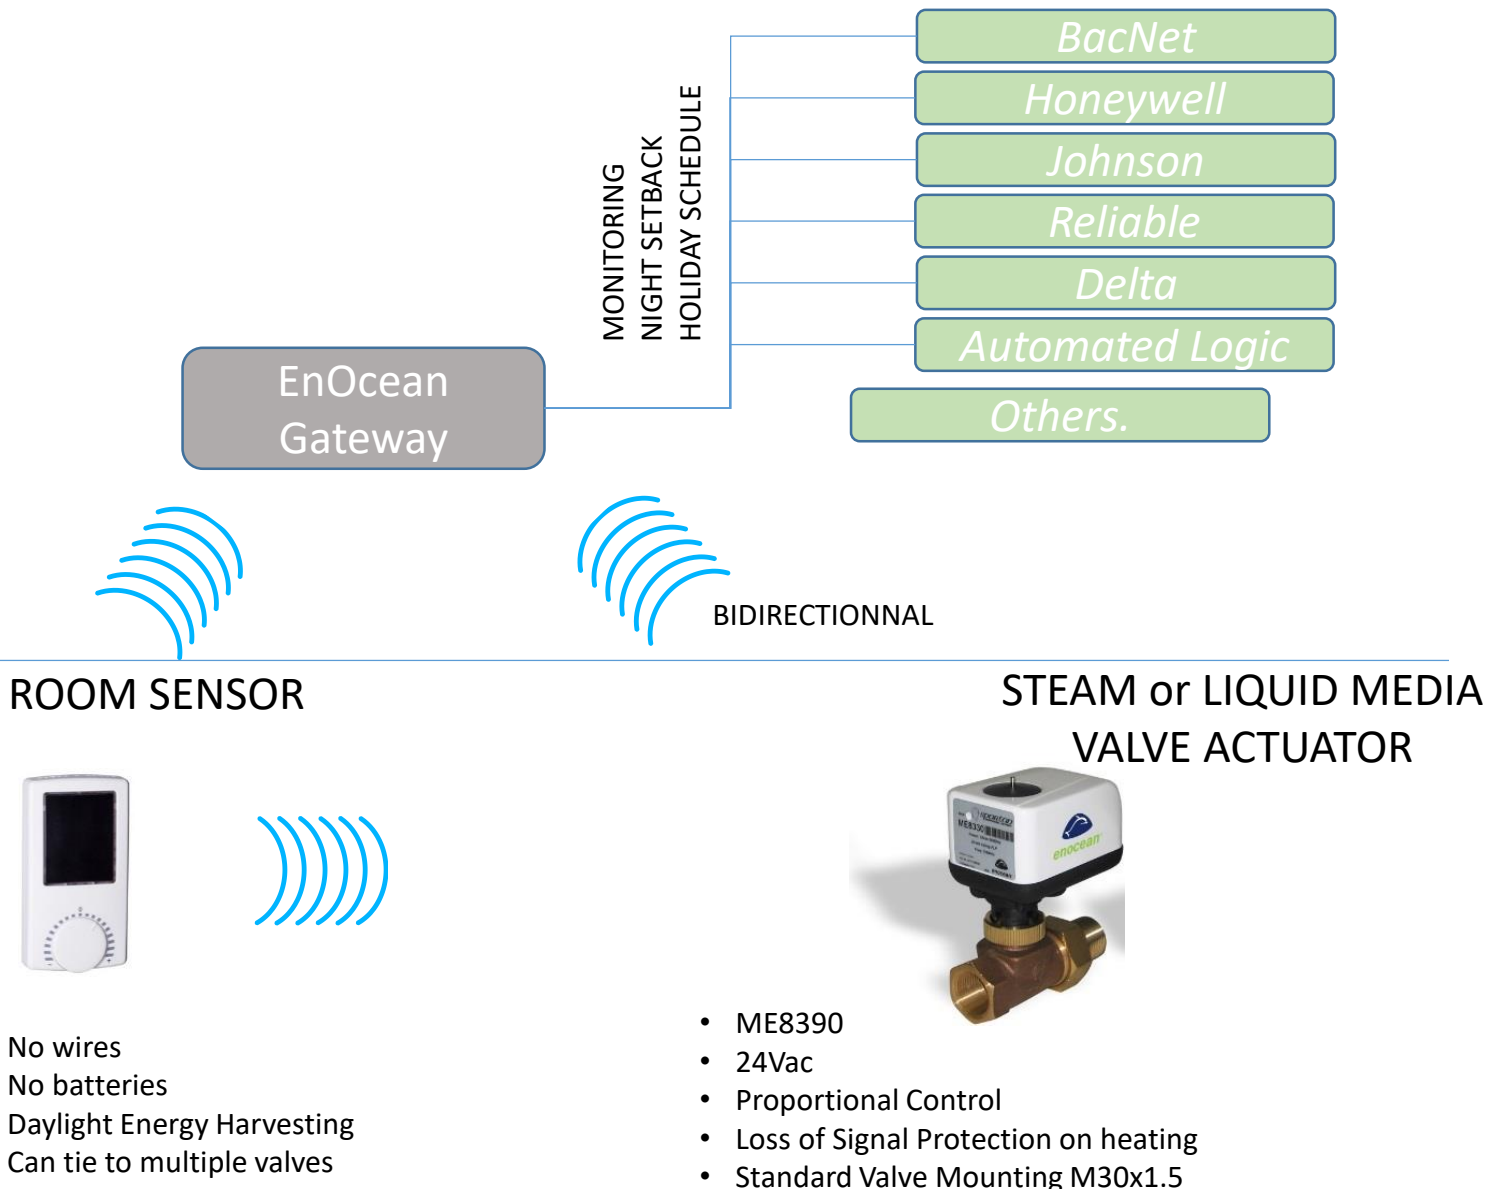 BacNet
Honeywell
Johnson
Reliable
Delta
Automated Logic
Others.
MONITORING
NIGHT SETBACK
HOLIDAY SCHEDULE
EnOcean
Gateway
BIDIRECTIONNAL
ROOM SENSOR
STEAM or LIQUID MEDIA
VALVE ACTUATOR
enocean
No wires
No batteries
Daylight Energy Harvesting
Can tie to multiple valves
• ME8390
• 24Vac
• Proportional Control
• Loss of Signal Protection on heating
• Standard Valve Mounting M30x1.5